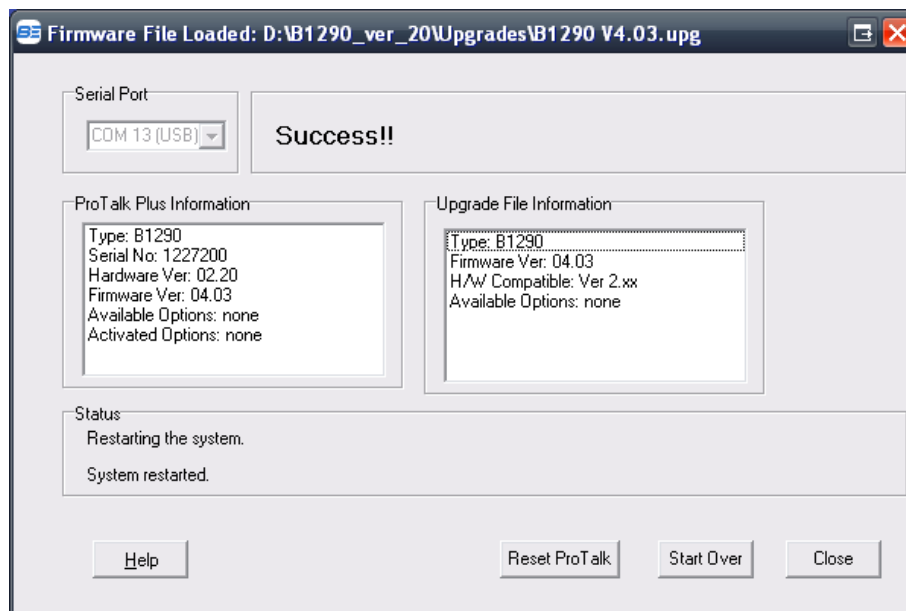 Firmware File Loaded: D:\B1290_ver_20\Upgrades\B1290 V4.03.upg
Serial Port
COM 13 (USB)
Success!!
ProTalk Plus Information
Type: B1290
Serial No: 1227200
Hardware Ver: 02.20
Firmware Ver: 04.03
Available Options: none
Activated Options: none
Upgrade File Information
Type: B1290
Firmware Ver: 04.03
H/W Compatible: Ver 2.xx
Available Options: none
Status
Restarting the system.
System restarted.
Help
Reset ProTalk
Start Over
Close